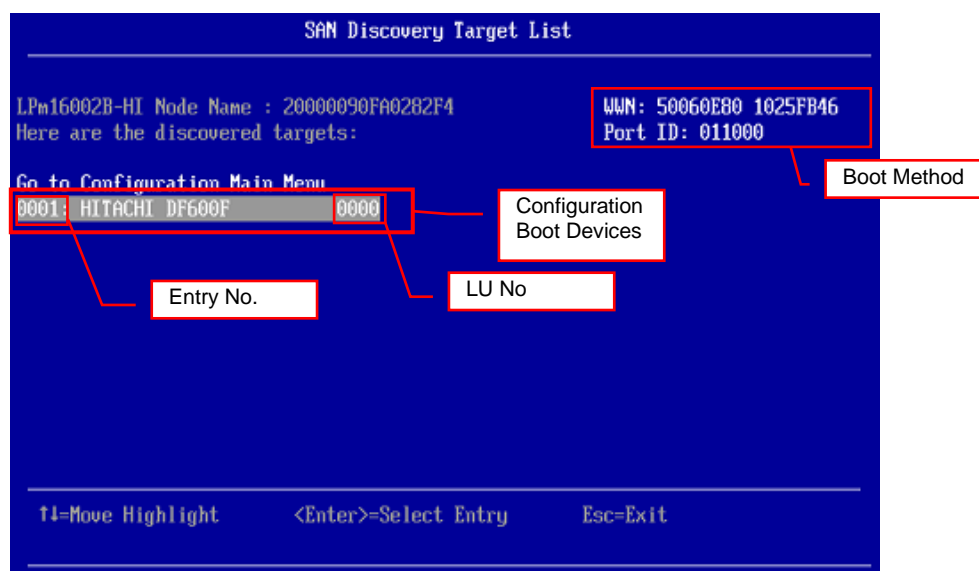 SAN Discovery Target List
LPm16002B-HI Node Name : 20000090FA0282F4
WWN: 50060E80 1025FB46
Here are the discovered targets:
Port ID: 011000
Boot Method
Go to Configuration Main Menu
0001: HITACHI DF600F 0000
Configuration
Boot Devices
Entry No.
LU No
↑↓=Move Highlight <Enter>=Select Entry Esc=Exit